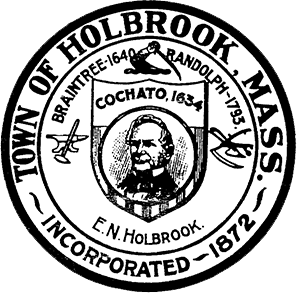 TOWN OF HOLBROOK, MASS.
BRAINTREE·1640
RANDOLPH~1793.
COCHATO, 1634
E. N. HOLBROOK.
~INCORPORATED~1872~